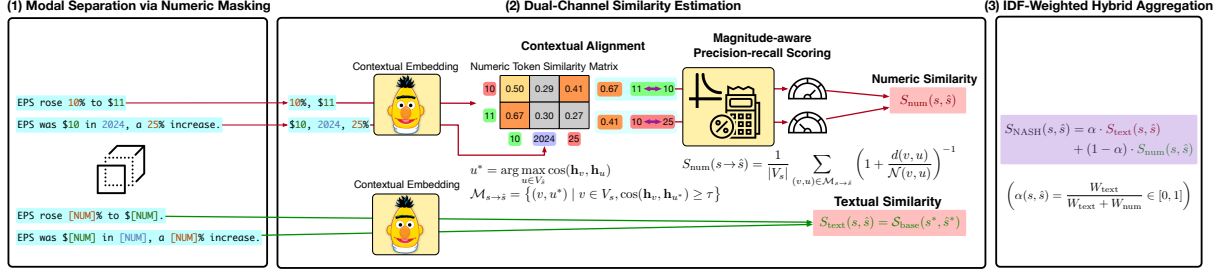 (1) Modal Separation via Numeric Masking
EPS rose 10% to $11
EPS was $10 in 2024, a 25% increase.
EPS rose [NUM]% to $[NUM].
EPS was $[NUM] in [NUM], a [NUM]% increase.
(2) Dual-Channel Similarity Estimation
10%, $11
$10, 2024, 25%
Contextual Embedding
Contextual Alignment
Numeric Token Similarity Matrix
10 0.50 0.29 0.41
11 0.67 0.30 0.27
10 2024 25
0.67 11 10
0.41 10 25
u* = arg max_{u∈V_ŝ} cos(h_v, h_u)
M_{s→ŝ} = {(v, u*) | v ∈ V_s, cos(h_v, h_{u*}) ≥ τ}
Magnitude-aware
Precision-recall Scoring
S_num(s→ŝ) = 1/|V_s| ∑_{(v,u)∈M_{s→ŝ}} (1 + d(v,u)/N(v,u))^{-1}
Numeric Similarity
S_num(s, ŝ)
Contextual Embedding
Textual Similarity
S_text(s, ŝ) = S_base(s*, ŝ*)
(3) IDF-Weighted Hybrid Aggregation
S_NASH(s, ŝ) = α · S_text(s, ŝ)
+ (1 − α) · S_num(s, ŝ)
(α(s, ŝ) = W_text/(W_text + W_num) ∈ [0, 1])